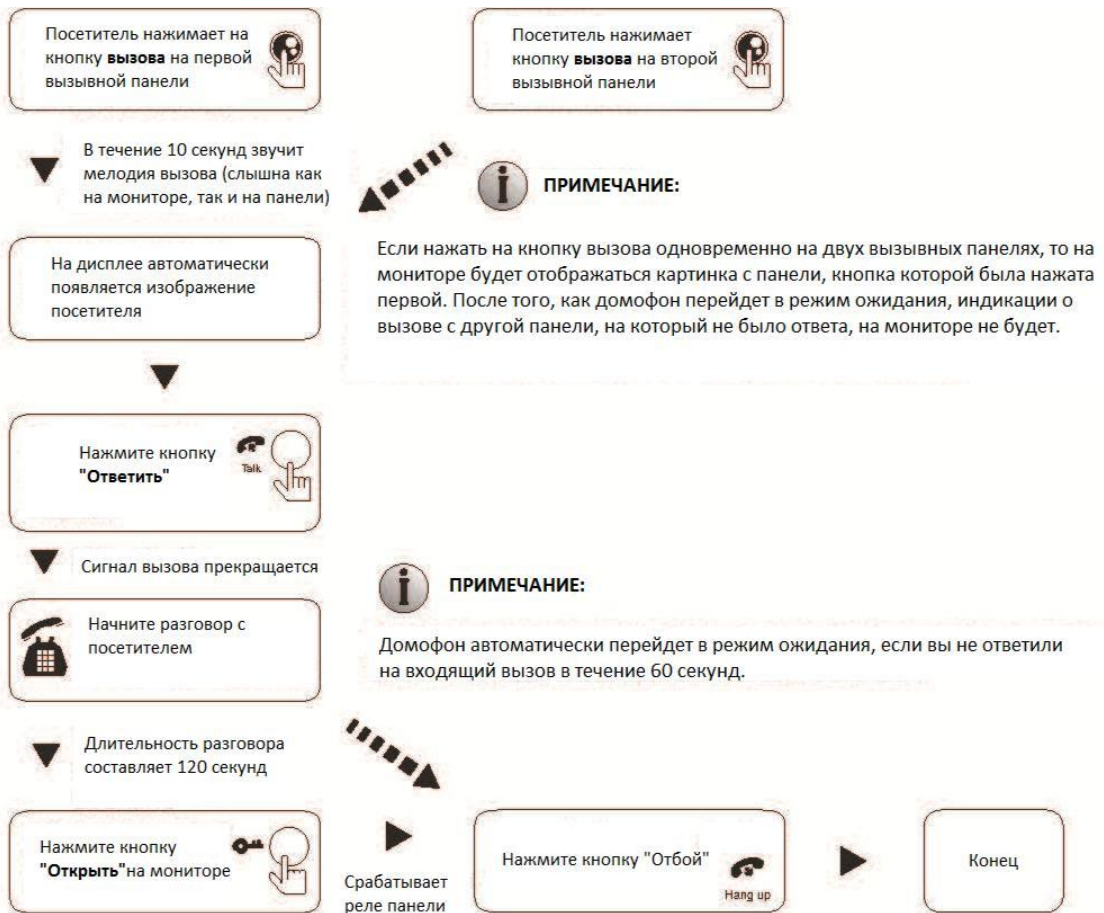 Посетитель нажимает на
кнопку вызова на первой
вызывной панели
Посетитель нажимает
кнопку вызова на второй
вызывной панели
В течение 10 секунд звучит
мелодия вызова (слышна как
на мониторе, так и на панели)
ПРИМЕЧАНИЕ:
Если нажать на кнопку вызова одновременно на двух вызывных панелях, то на
мониторе будет отображаться картинка с панели, кнопка которой была нажата
первой. После того, как домофон перейдет в режим ожидания, индикации о
вызове с другой панели, на который не было ответа, на мониторе не будет.
На дисплее автоматически
появляется изображение
посетителя
Нажмите кнопку
"Ответить"
Talk
Сигнал вызова прекращается
ПРИМЕЧАНИЕ:
Домофон автоматически перейдет в режим ожидания, если вы не ответили
на входящий вызов в течение 60 секунд.
Начните разговор с
посетителем
Длительность разговора
составляет 120 секунд
Нажмите кнопку
"Открыть"на мониторе
Срабатывает
реле панели
Нажмите кнопку "Отбой"
Hang up
Конец